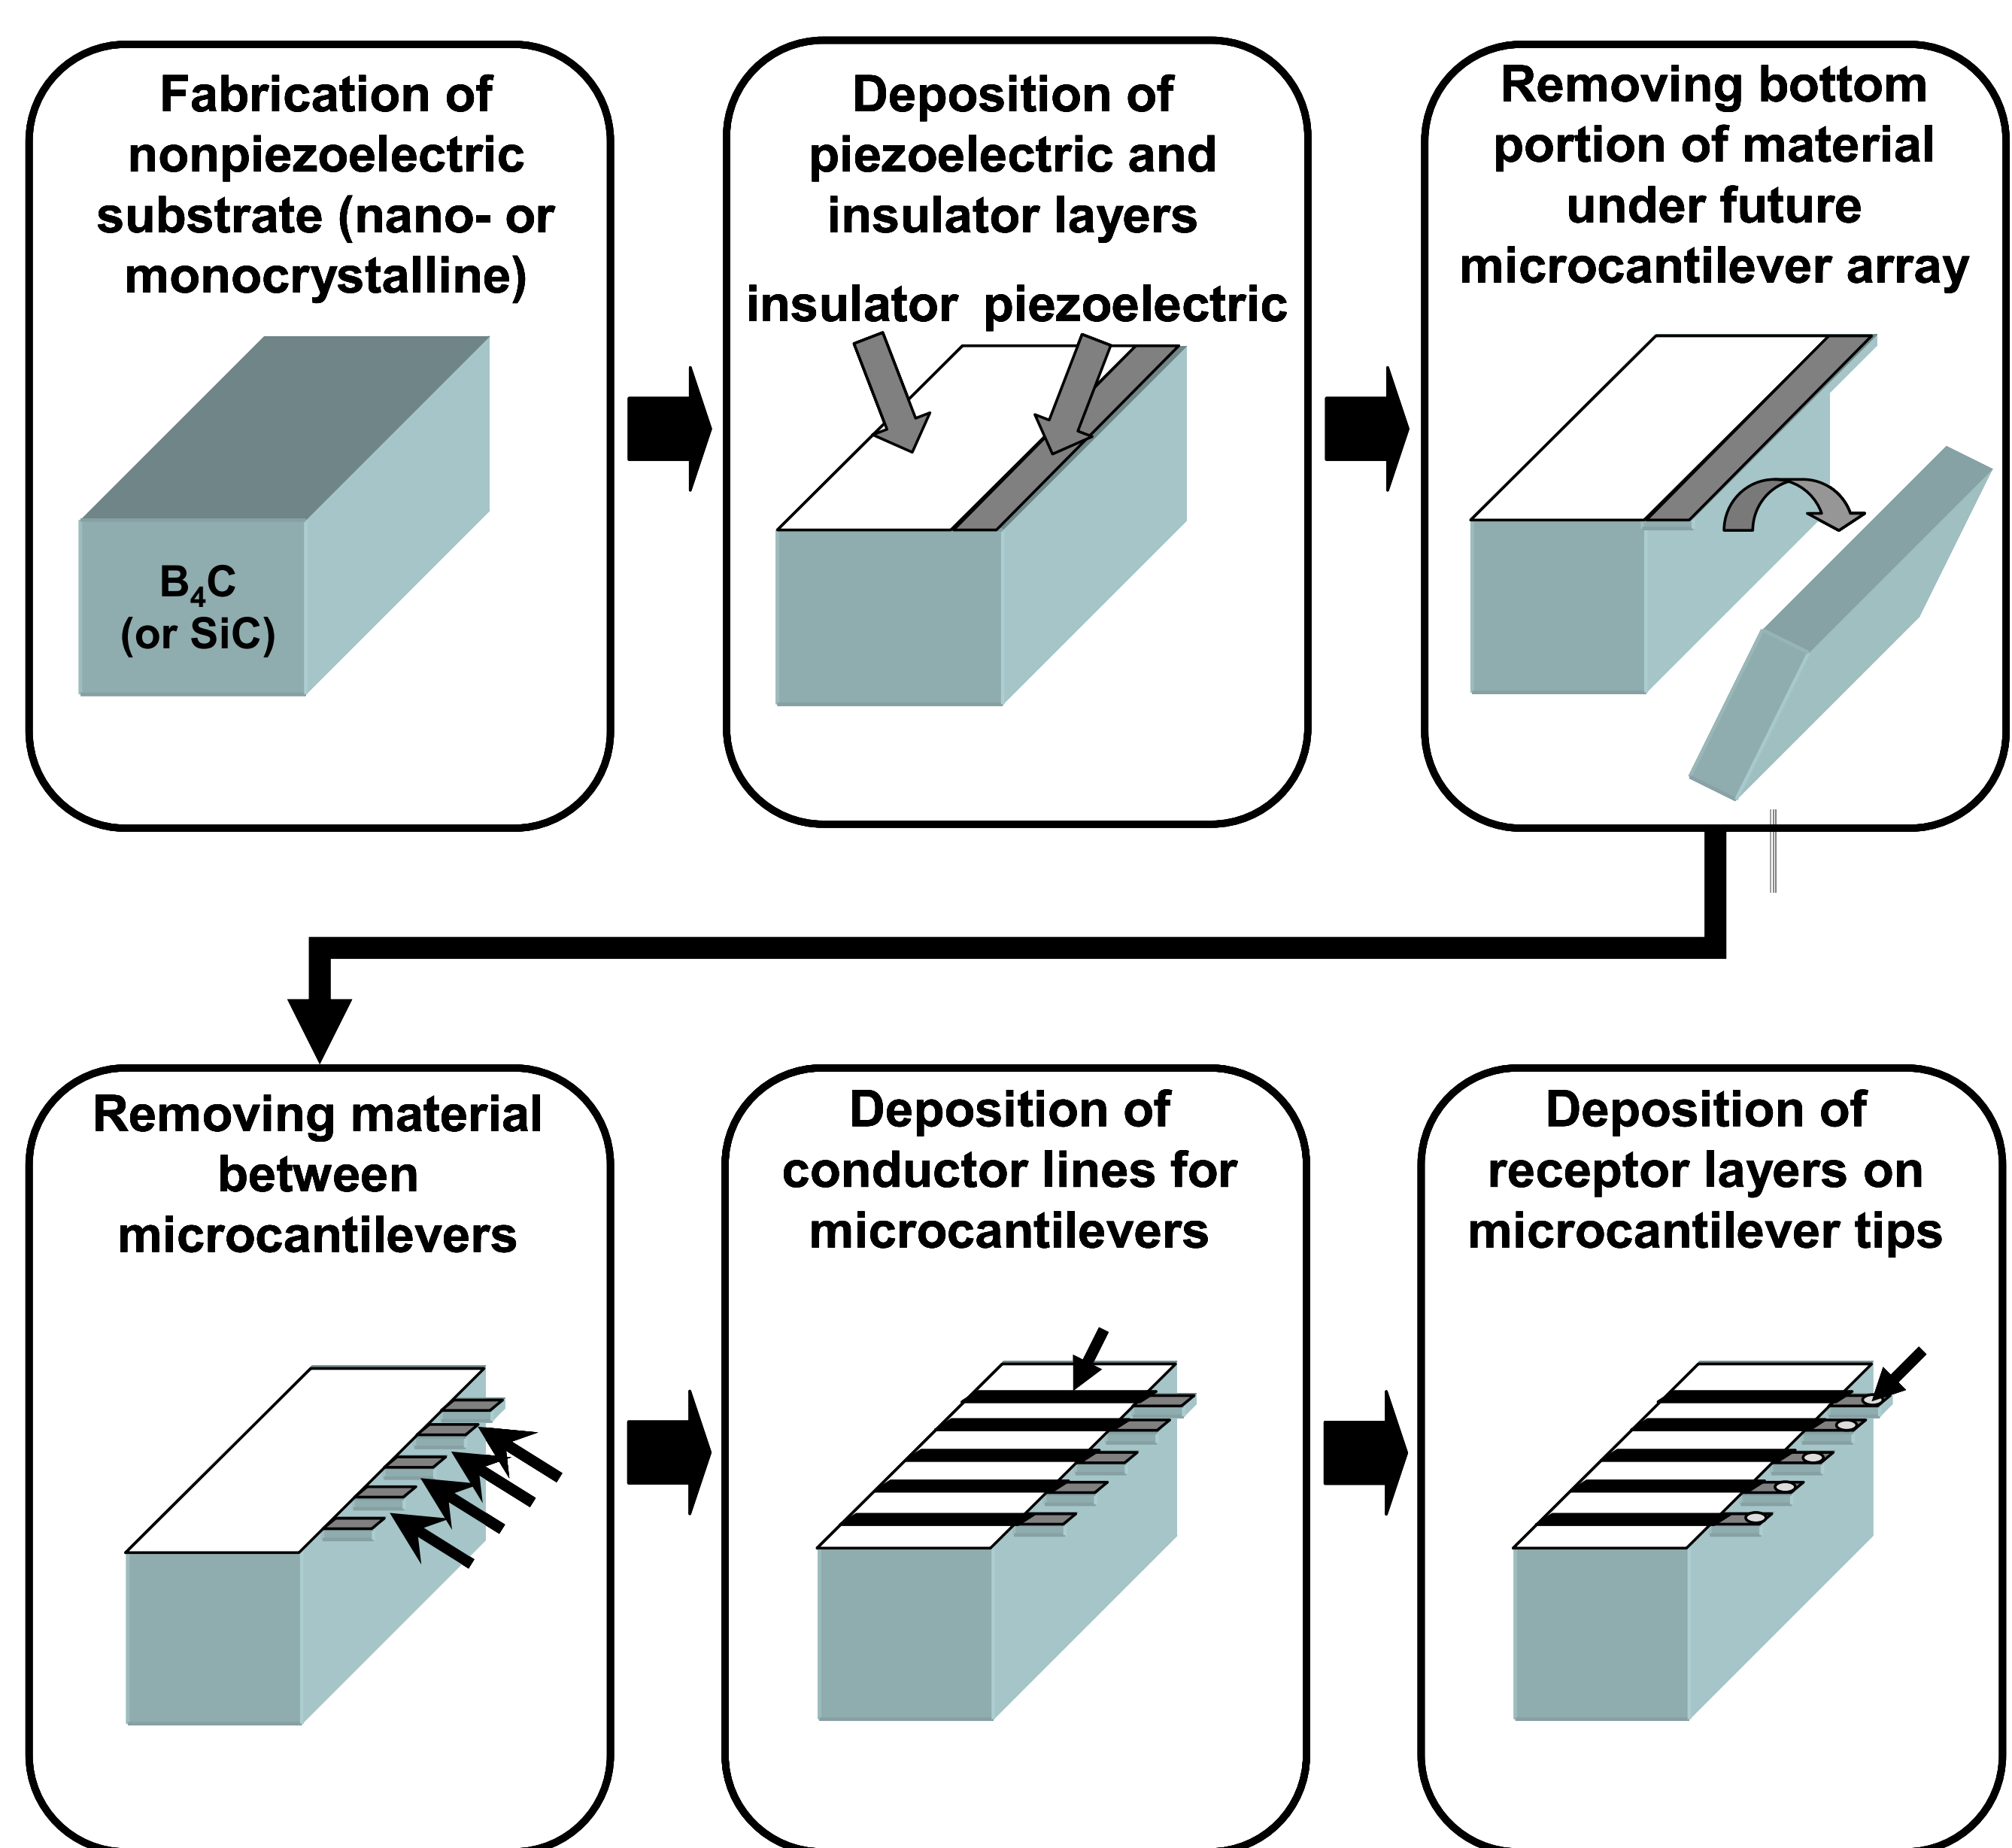 Fabrication of
nonpiezoelectric
substrate (nano- or
monocrystalline)
B₄C
(or SiC)
Deposition of
piezoelectric and
insulator layers
insulator piezoelectric
Removing bottom
portion of material
under future
microcantilever array
Removing material
between
microcantilevers
Deposition of
conductor lines for
microcantilevers
Deposition of
receptor layers on
microcantilever tips